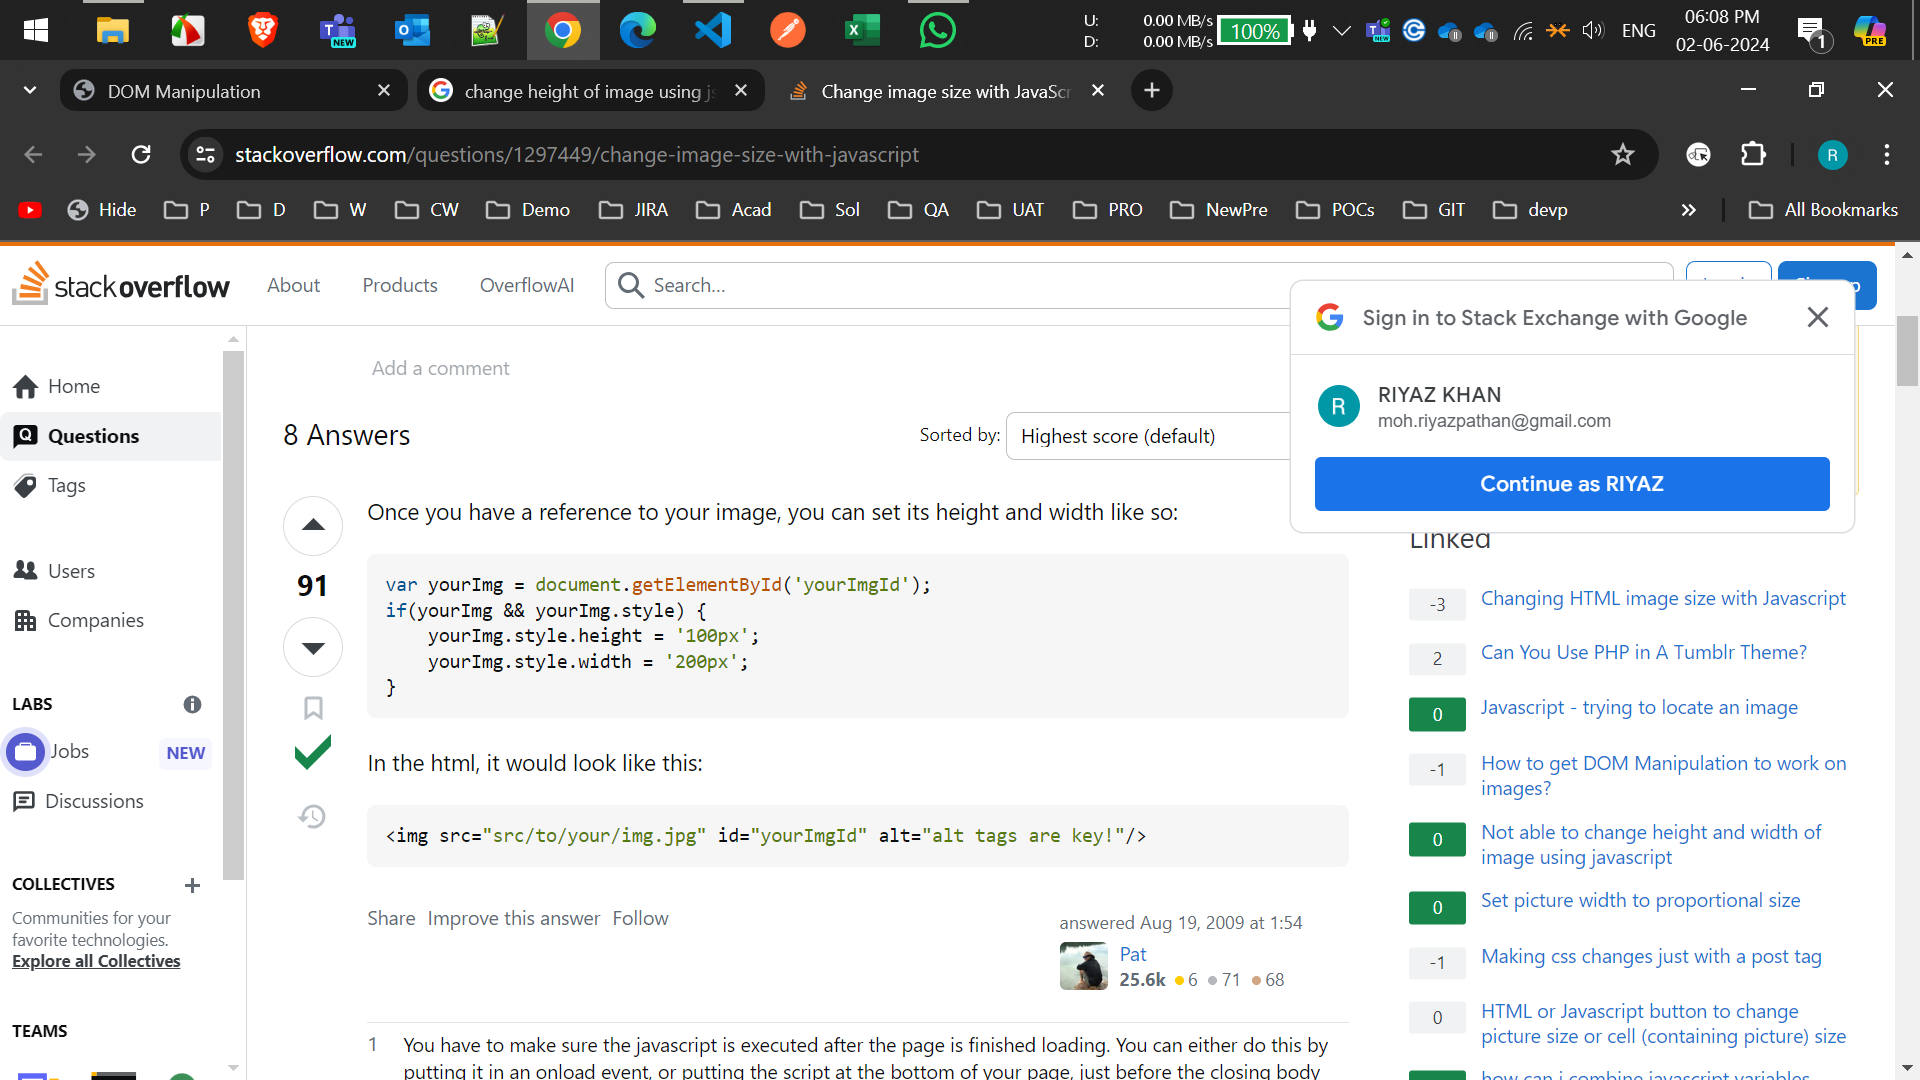 U: 0.00 MB/s
D: 0.00 MB/s
100%
NEW
ENG
06:08 PM
02-06-2024
1
PRE
DOM Manipulation
change height of image using js
Change image size with JavaScr
stackoverflow.com/questions/1297449/change-image-size-with-javascript
R
Hide P D W CW Demo JIRA Acad Sol QA UAT PRO NewPre POCs GIT devp » All Bookmarks
stackoverflow About Products OverflowAI Search...
Sign in to Stack Exchange with Google
R
RIYAZ KHAN
moh.riyazpathan@gmail.com
Continue as RIYAZ
Home
Questions
Tags
Users
Companies
LABS
Jobs NEW
Discussions
COLLECTIVES
Communities for your
favorite technologies.
Explore all Collectives
TEAMS
Add a comment
8 Answers
Sorted by: Highest score (default)
91
Once you have a reference to your image, you can set its height and width like so:
var yourImg = document.getElementById('yourImgId');
if(yourImg && yourImg.style) {
yourImg.style.height = '100px';
yourImg.style.width = '200px';
}
In the html, it would look like this:
<img src="src/to/your/img.jpg" id="yourImgId" alt="alt tags are key!"/>
Share Improve this answer Follow
answered Aug 19, 2009 at 1:54
Pat
25.6k 6 71 68
1 You have to make sure the javascript is executed after the page is finished loading. You can either do this by
putting it in an onload event, or putting the script at the bottom of your page, just before the closing body
Linked
-3 Changing HTML image size with Javascript
2 Can You Use PHP in A Tumblr Theme?
0 Javascript - trying to locate an image
-1 How to get DOM Manipulation to work on
images?
0 Not able to change height and width of
image using javascript
0 Set picture width to proportional size
-1 Making css changes just with a post tag
0 HTML or Javascript button to change
picture size or cell (containing picture) size
how can i combine javascript variables